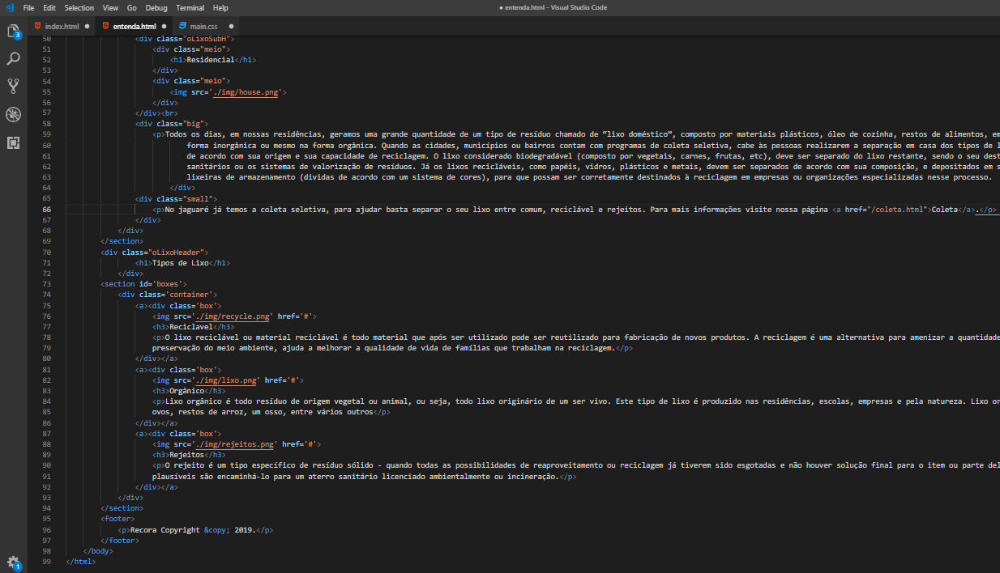 File Edit Selection View Go Debug Terminal Help
● entenda.html - Visual Studio Code
index.html ● entenda.html ● main.css ●
3
50 <div class="oLixoSubH">
51 <div class="meio">
52 <h1>Residencial</h1>
53 </div>
54 <div class="meio">
55 <img src='./img/house.png'>
56 </div>
57 </div><br>
58 <div class="big">
59 <p>Todos os dias, em nossas residências, geramos uma grande quantidade de um tipo de resíduo chamado de “lixo doméstico”, composto por materiais plásticos, óleo de cozinha, restos de alimentos, em
60 forma inorgânica ou mesmo na forma orgânica. Quando as cidades, municípios ou bairros contam com programas de coleta seletiva, cabe às pessoas realizarem a separação em casa dos tipos de l
61 de acordo com sua origem e sua capacidade de reciclagem. O lixo considerado biodegradável (composto por vegetais, carnes, frutas, etc), deve ser separado do lixo restante, sendo o seu dest
62 sanitários ou os sistemas de valorização de resíduos. Já os lixos recicláveis, como papéis, vidros, plásticos e metais, devem ser separados de acordo com sua composição, e depositados em s
63 lixeiras de armazenamento (dividas de acordo com um sistema de cores), para que possam ser corretamente destinados à reciclagem em empresas ou organizações especializadas nesse processo.
64 </div>
65 <div class="small">
66 <p>No jaguaré já temos a coleta seletiva, para ajudar basta separar o seu lixo entre comum, reciclável e rejeitos. Para mais informações visite nossa página <a href="/coleta.html">Coleta</a>.</p>
67 </div>
68 </div>
69 </section>
70 <div class="oLixoHeader">
71 <h1>Tipos de Lixo</h1>
72 </div>
73 <section id='boxes'>
74 <div class='container'>
75 <a><div class='box'>
76 <img src='./img/recycle.png' href='#'>
77 <h3>Reciclavel</h3>
78 <p>O lixo reciclável ou material reciclável é todo material que após ser utilizado pode ser reutilizado para fabricação de novos produtos. A reciclagem é uma alternativa para amenizar a quantidade
79 preservação do meio ambiente, ajuda a melhorar a qualidade de vida de famílias que trabalham na reciclagem.</p>
80 </div></a>
81 <a><div class='box'>
82 <img src='./img/lixo.png' href='#'>
83 <h3>Orgânico</h3>
84 <p>Lixo orgânico é todo resíduo de origem vegetal ou animal, ou seja, todo lixo originário de um ser vivo. Este tipo de lixo é produzido nas residências, escolas, empresas e pela natureza. Lixo or
85 ovos, restos de arroz, um osso, entre vários outros</p>
86 </div></a>
87 <a><div class='box'>
88 <img src='./img/rejeitos.png' href='#'>
89 <h3>Rejeitos</h3>
90 <p>O rejeito é um tipo específico de resíduo sólido - quando todas as possibilidades de reaproveitamento ou reciclagem já tiverem sido esgotadas e não houver solução final para o item ou parte del
91 plausíveis são encaminhá-lo para um aterro sanitário licenciado ambientalmente ou incineração.</p>
92 </div></a>
93 </div>
94 </section>
95 <footer>
96 <p>Recora Copyright &copy; 2019.</p>
97 </footer>
98 </body>
99 </html>
1